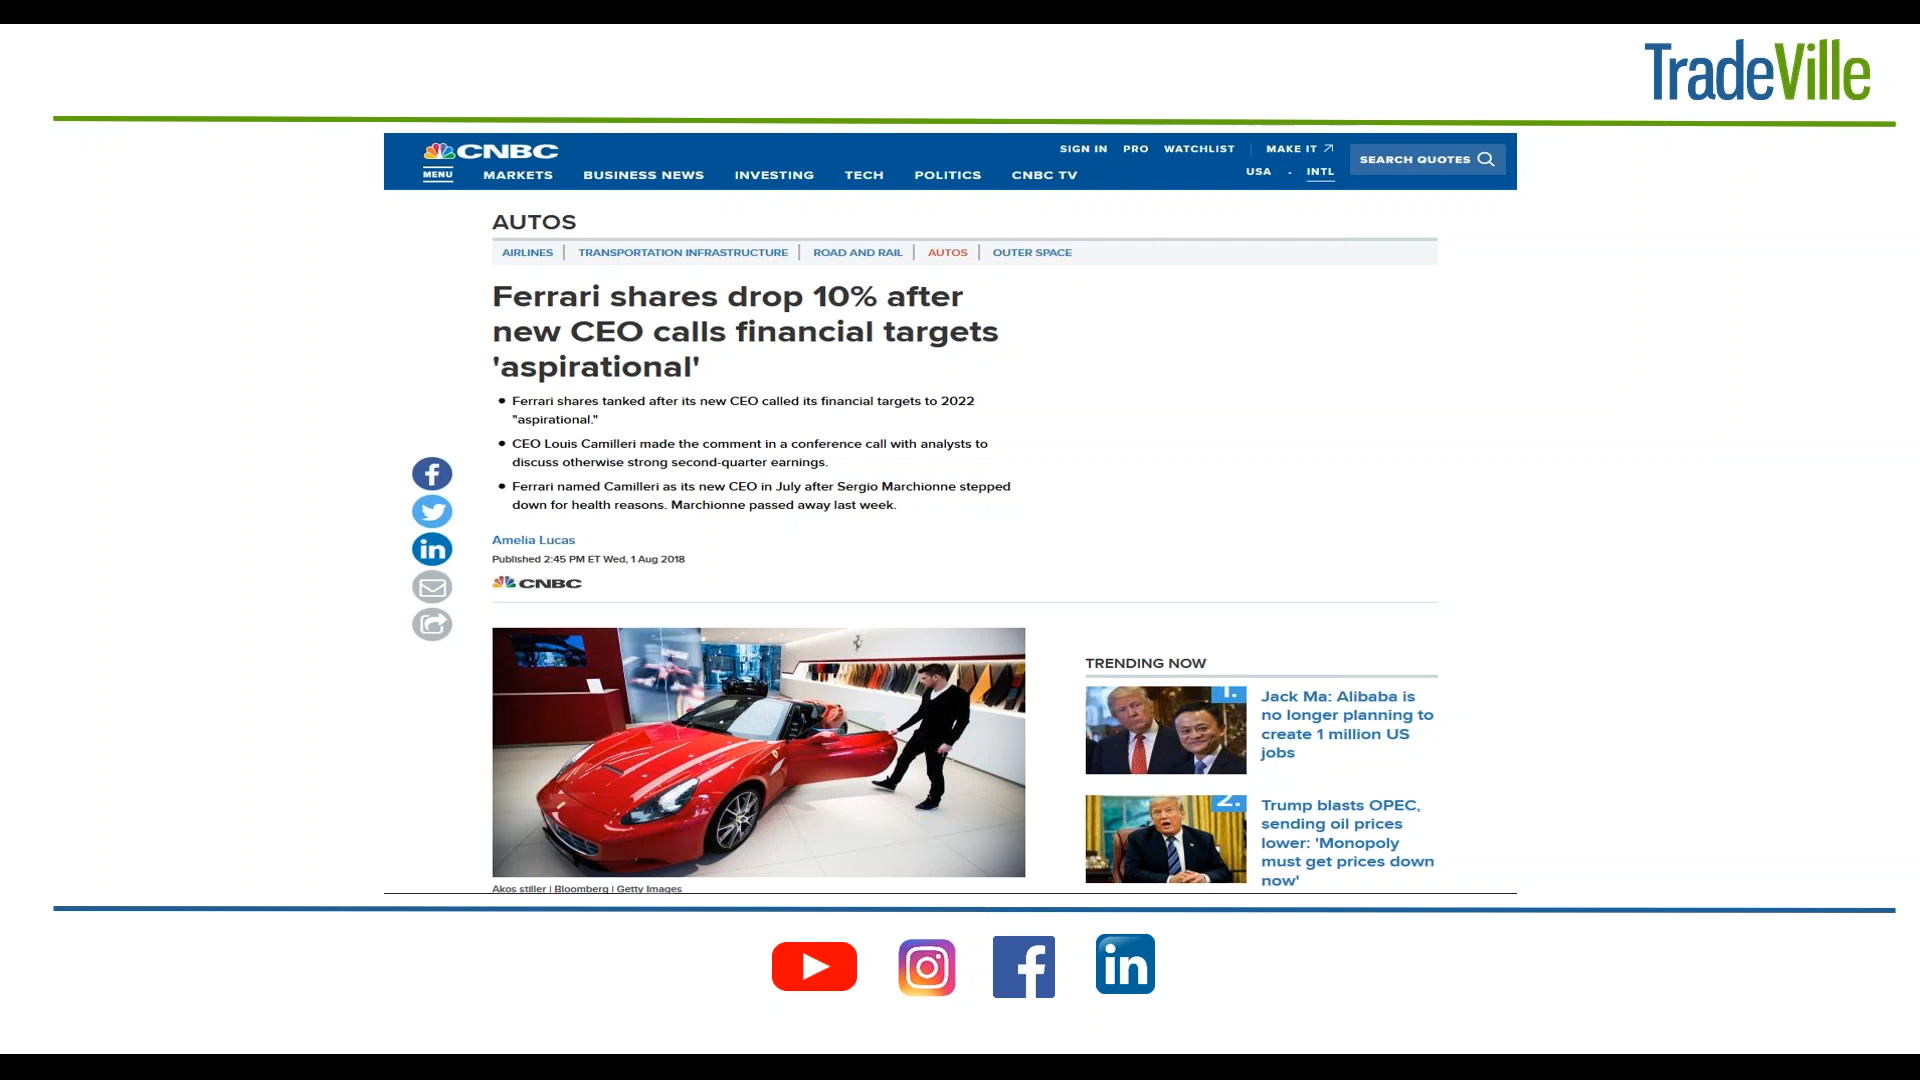 TradeVille
CNBC
SIGN IN PRO WATCHLIST MAKE IT
SEARCH QUOTES
USA . INTL
MENU MARKETS BUSINESS NEWS INVESTING TECH POLITICS CNBC TV
AUTOS
AIRLINES TRANSPORTATION INFRASTRUCTURE ROAD AND RAIL AUTOS OUTER SPACE
Ferrari shares drop 10% after
new CEO calls financial targets
'aspirational'
• Ferrari shares tanked after its new CEO called its financial targets to 2022
"aspirational."
• CEO Louis Camilleri made the comment in a conference call with analysts to
discuss otherwise strong second-quarter earnings.
• Ferrari named Camilleri as its new CEO in July after Sergio Marchionne stepped
down for health reasons. Marchionne passed away last week.
Amelia Lucas
Published 2:45 PM ET Wed, 1 Aug 2018
CNBC
Akos stiller | Bloomberg | Getty Images
TRENDING NOW
1.
Jack Ma: Alibaba is
no longer planning to
create 1 million US
jobs
2.
Trump blasts OPEC,
sending oil prices
lower: 'Monopoly
must get prices down
now'